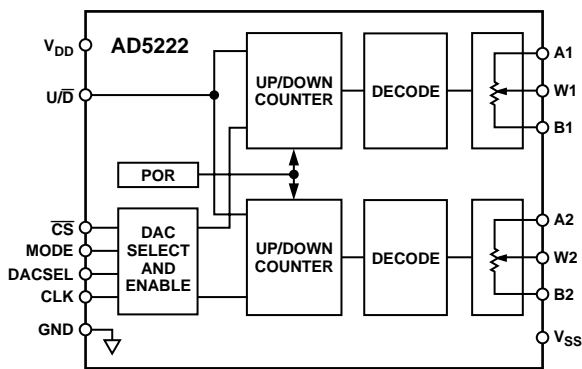 AD5222
VDD
U/D̅
UP/DOWN
COUNTER
DECODE
A1
W1
B1
POR
C̅S̅
MODE
DACSEL
CLK
GND
DAC
SELECT
AND
ENABLE
UP/DOWN
COUNTER
DECODE
A2
W2
B2
VSS